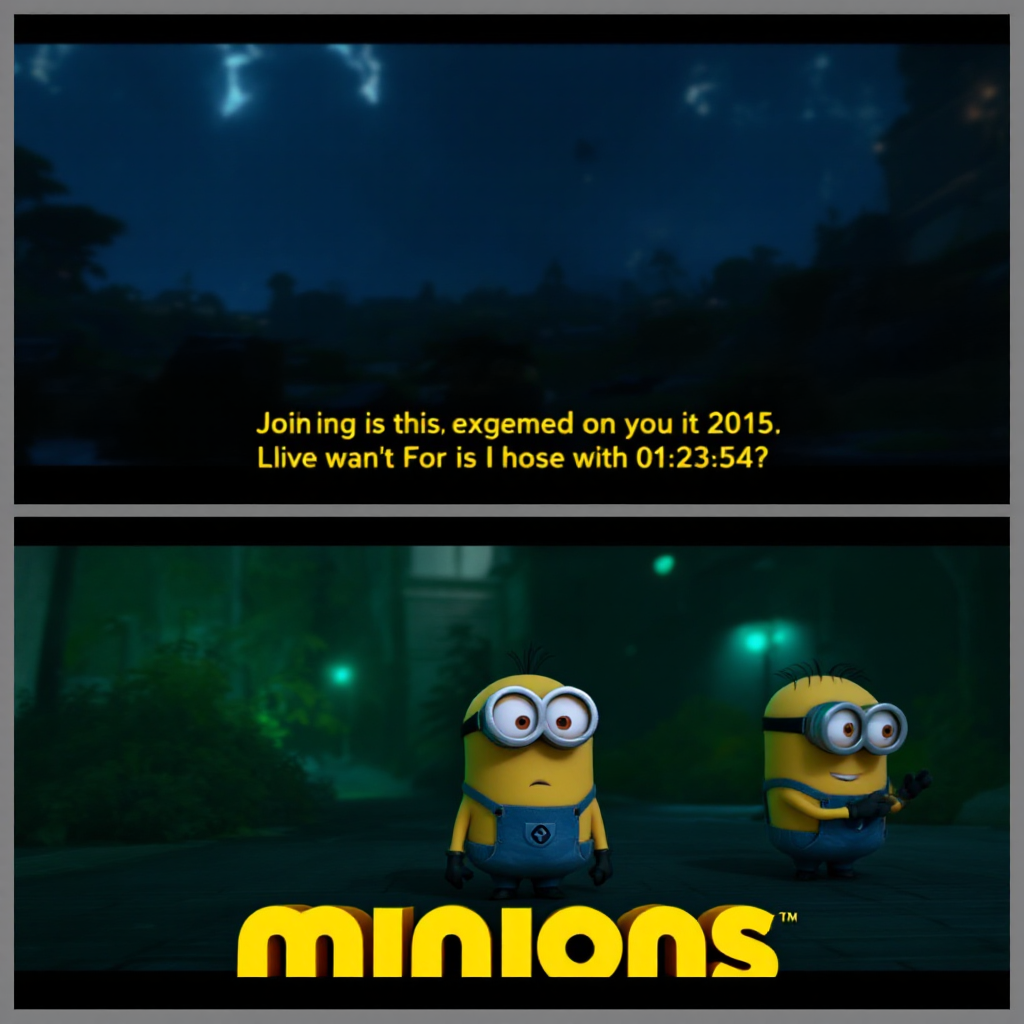 Joining is this, exgemed on you it 2015.
Llive wan't For is I hose with 01:23:54?
minions™